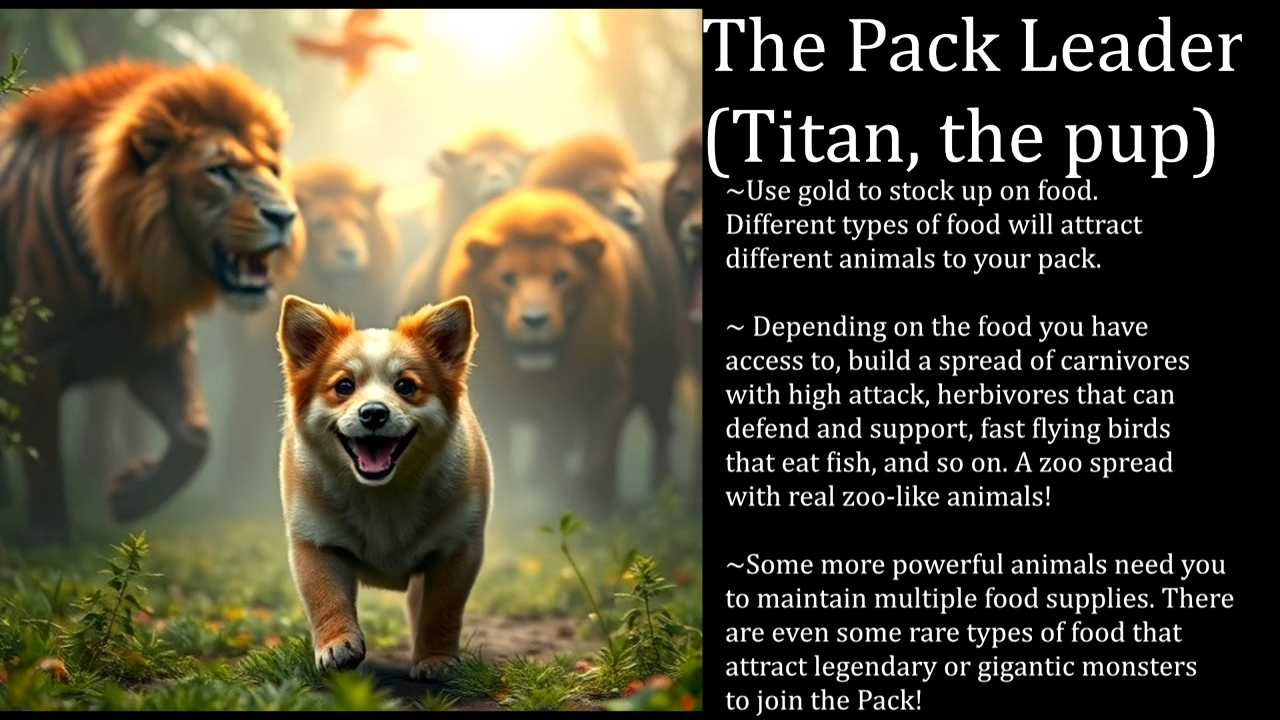 The Pack Leader
(Titan, the pup)
~Use gold to stock up on food.
Different types of food will attract
different animals to your pack.
~ Depending on the food you have
access to, build a spread of carnivores
with high attack, herbivores that can
defend and support, fast flying birds
that eat fish, and so on. A zoo spread
with real zoo-like animals!
~Some more powerful animals need you
to maintain multiple food supplies. There
are even some rare types of food that
attract legendary or gigantic monsters
to join the Pack!